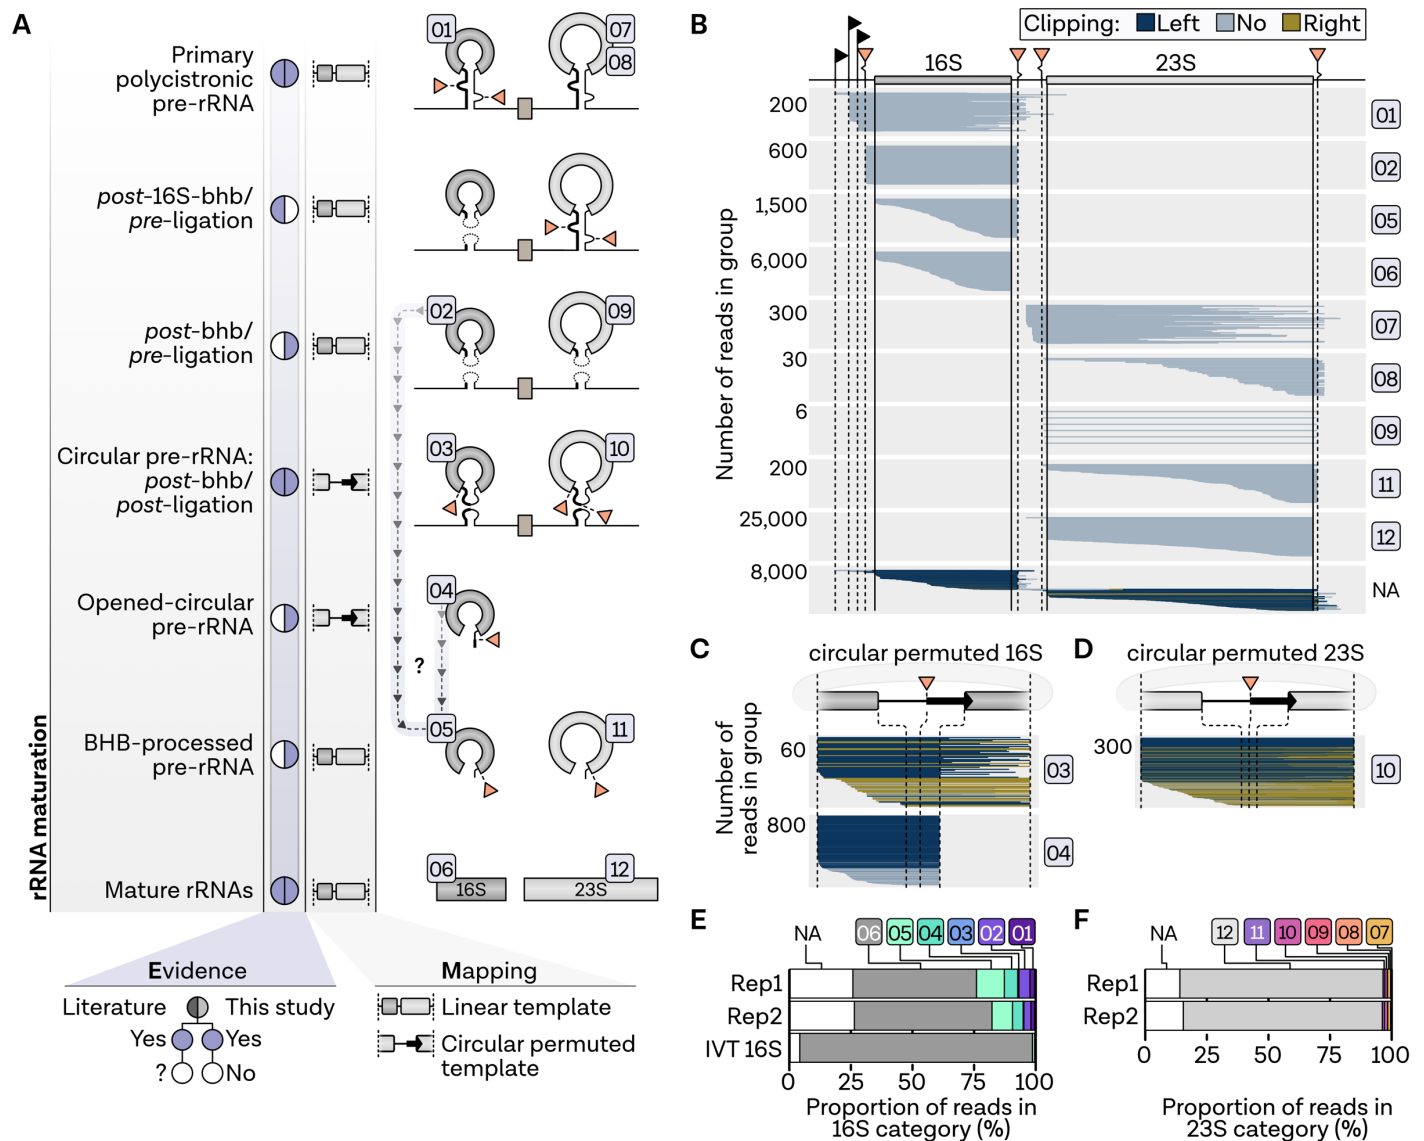 A
Primary
polycistronic
pre-rRNA
01
07
08
post-16S-bhb/
pre-ligation
post-bhb/
pre-ligation
02
09
Circular pre-rRNA:
post-bhb/
post-ligation
03
10
Opened-circular
pre-rRNA
04
?
BHB-processed
pre-rRNA
05
11
Mature rRNAs
06
12
16S
23S
rRNA maturation
Evidence
Literature
This study
Yes
Yes
?
No
Mapping
Linear template
Circular permuted
template
B
Clipping:
Left
No
Right
16S
23S
Number of reads in group
200
01
600
02
1,500
05
6,000
06
300
07
30
08
6
09
200
11
25,000
12
8,000
NA
C
circular permuted 16S
Number of
reads in group
60
03
800
04
D
circular permuted 23S
300
10
E
NA
06
05
04
03
02
01
Rep1
Rep2
IVT 16S
0
25
50
75
100
Proportion of reads in
16S category (%)
F
NA
12
11
10
09
08
07
Rep1
Rep2
0
25
50
75
100
Proportion of reads in
23S category (%)